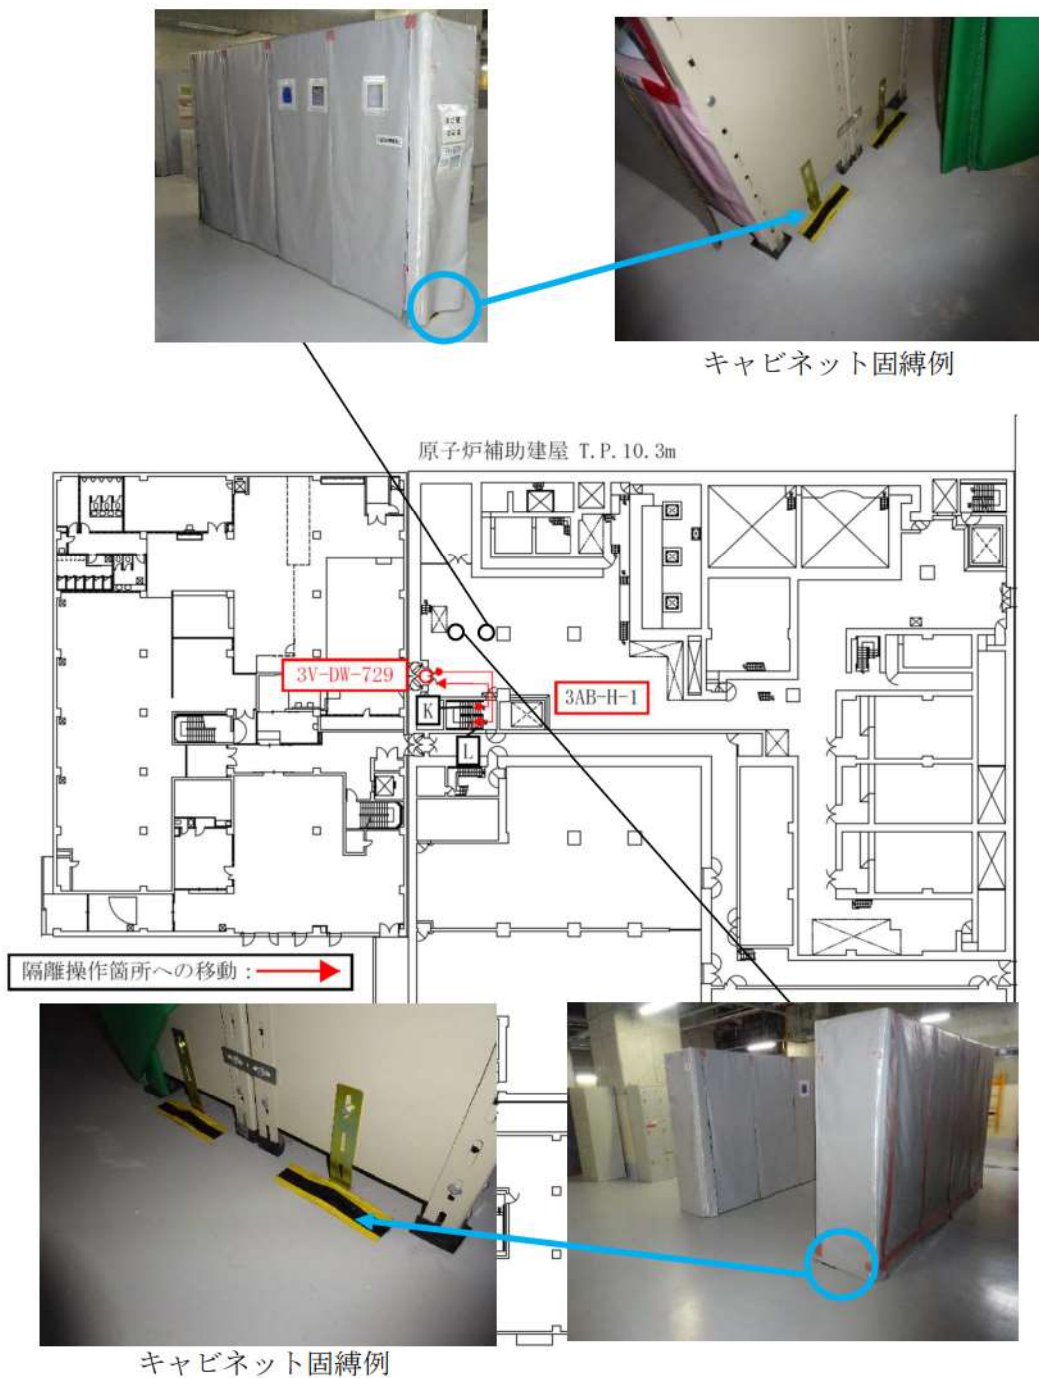 キャビネット固縛例
原子炉補助建屋 T.P.10.3m
3V-DW-729
3AB-H-1
K
L
隔離操作箇所への移動：
キャビネット固縛例